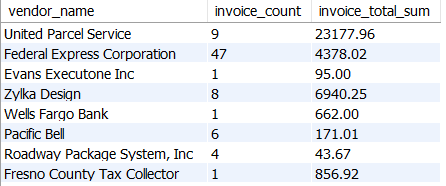 vendor_name invoice_count invoice_total_sum
United Parcel Service 9 23177.96
Federal Express Corporation 47 4378.02
Evans Executone Inc 1 95.00
Zylka Design 8 6940.25
Wells Fargo Bank 1 662.00
Pacific Bell 6 171.01
Roadway Package System, Inc 4 43.67
Fresno County Tax Collector 1 856.92